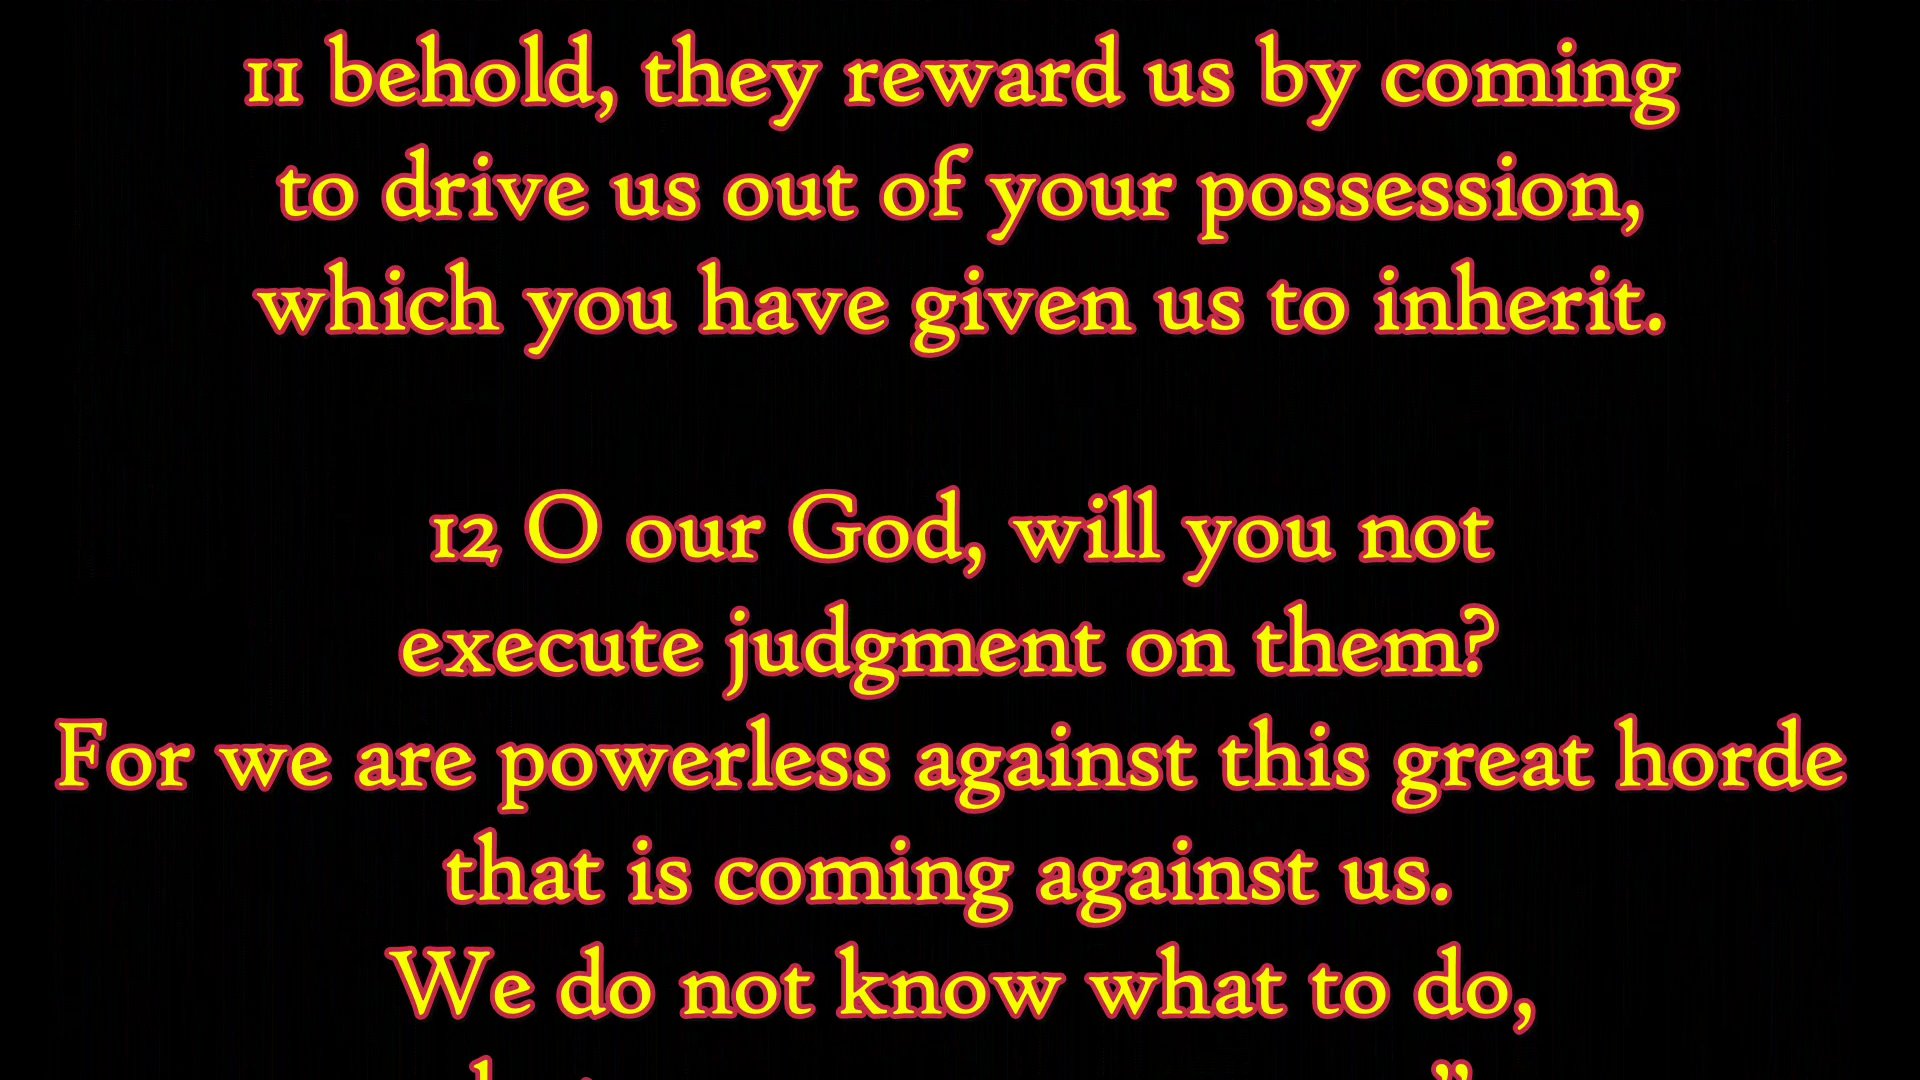 11 behold, they reward us by coming
to drive us out of your possession,
which you have given us to inherit.
12 O our God, will you not
execute judgment on them?
For we are powerless against this great horde
that is coming against us.
We do not know what to do,